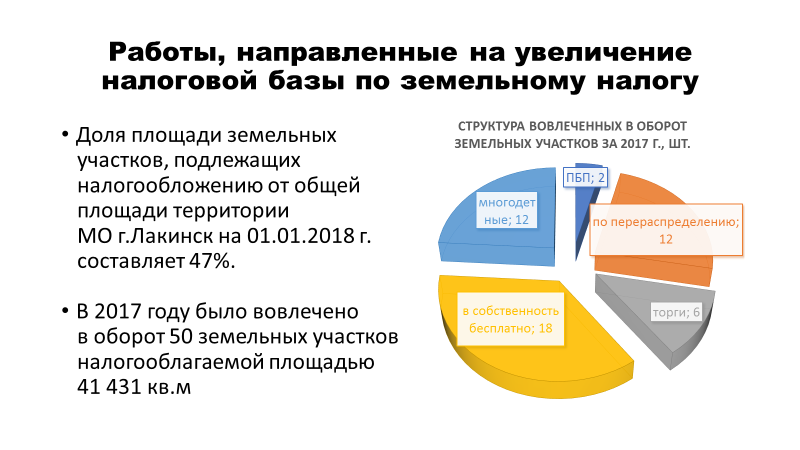 Работы, направленные на увеличение
налоговой базы по земельному налогу
• Доля площади земельных
участков, подлежащих
налогообложению от общей
площади территории
МО г.Лакинск на 01.01.2018 г.
составляет 47%.
• В 2017 году было вовлечено
в оборот 50 земельных участков
налогооблагаемой площадью
41 431 кв.м
СТРУКТУРА ВОВЛЕЧЕННЫХ В ОБОРОТ
ЗЕМЕЛЬНЫХ УЧАСТКОВ ЗА 2017 Г., ШТ.
ПБП; 2
по перераспределению;
12
торги; 6
в собственность
бесплатно; 18
многодет
ные; 12